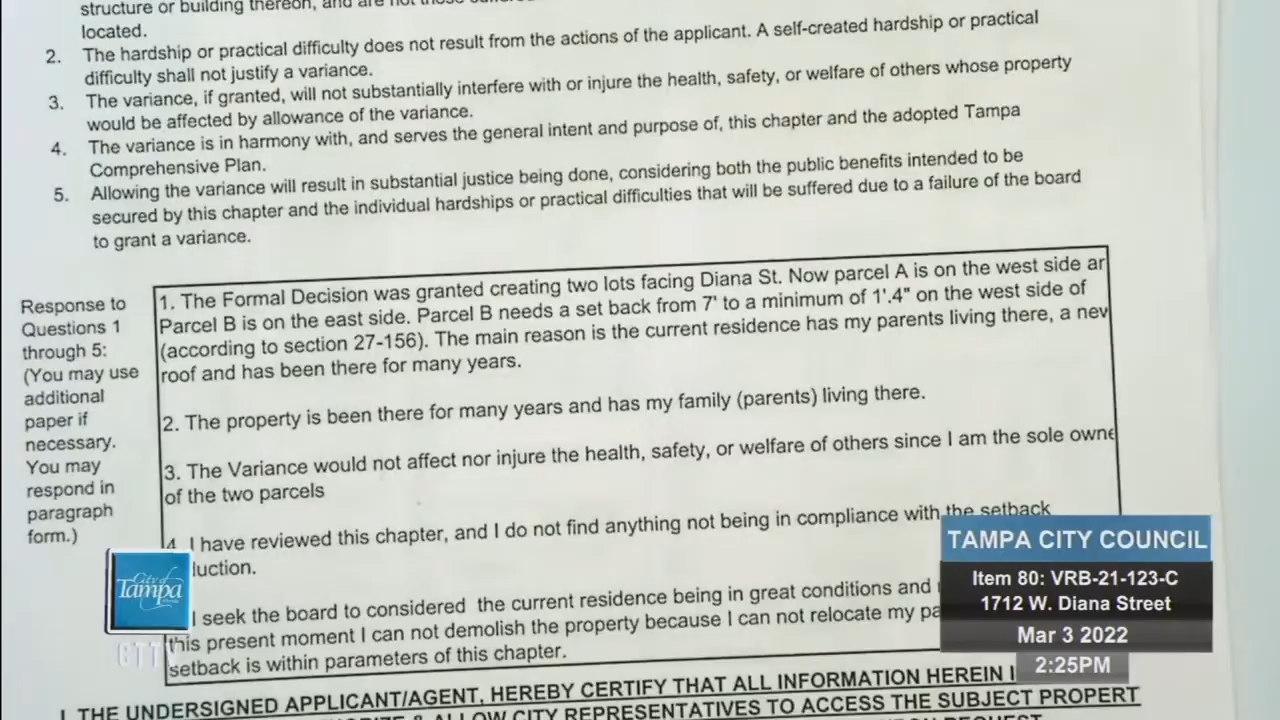 structure or building thereon, and are not those
located.
2. The hardship or practical difficulty does not result from the actions of the applicant. A self-created hardship or practical
difficulty shall not justify a variance.
3. The variance, if granted, will not substantially interfere with or injure the health, safety, or welfare of others whose property
would be affected by allowance of the variance.
4. The variance is in harmony with, and serves the general intent and purpose of, this chapter and the adopted Tampa
Comprehensive Plan.
5. Allowing the variance will result in substantial justice being done, considering both the public benefits intended to be
secured by this chapter and the individual hardships or practical difficulties that will be suffered due to a failure of the board
to grant a variance.
Response to
Questions 1
through 5:
(You may use
additional
paper if
necessary.
You may
respond in
paragraph
form.)
1. The Formal Decision was granted creating two lots facing Diana St. Now parcel A is on the west side ar
Parcel B is on the east side. Parcel B needs a set back from 7' to a minimum of 1'.4" on the west side of
(according to section 27-156). The main reason is the current residence has my parents living there, a new
roof and has been there for many years.
2. The property is been there for many years and has my family (parents) living there.
3. The Variance would not affect nor injure the health, safety, or welfare of others since I am the sole owne
of the two parcels
4. I have reviewed this chapter, and I do not find anything not being in compliance with the setback
luction.
I seek the board to considered the current residence being in great conditions and
this present moment I can not demolish the property because I can not relocate my pa
setback is within parameters of this chapter.
I, THE UNDERSIGNED APPLICANT/AGENT, HEREBY CERTIFY THAT ALL INFORMATION HEREIN I
& ALLOW CITY REPRESENTATIVES TO ACCESS THE SUBJECT PROPERT
City of
Tampa
CTTV
TAMPA CITY COUNCIL
Item 80: VRB-21-123-C
1712 W. Diana Street
Mar 3 2022
2:25PM